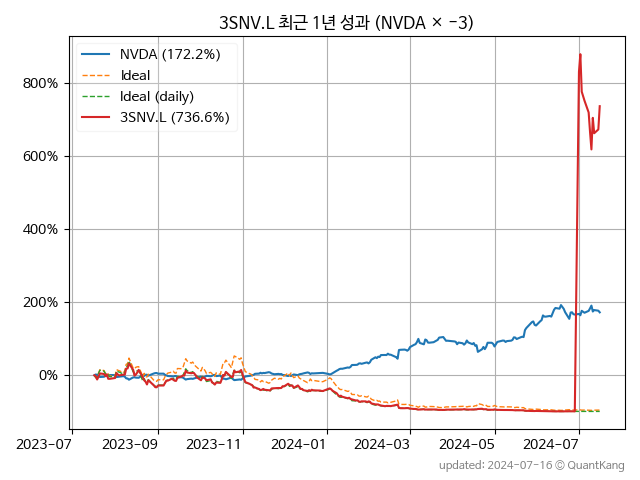 3SNV.L 최근 1년 성과 (NVDA × -3)
NVDA (172.2%)
Ideal
Ideal (daily)
3SNV.L (736.6%)
800%
600%
400%
200%
0%
2023-07
2023-09
2023-11
2024-01
2024-03
2024-05
2024-07
updated: 2024-07-16 © QuantKang